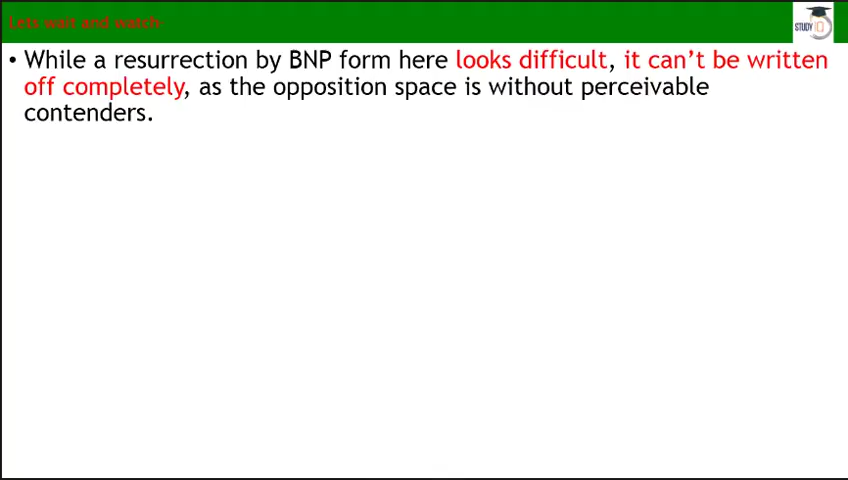 Lets wait and watch
STUDY IQ
• While a resurrection by BNP form here looks difficult, it can't be written
off completely, as the opposition space is without perceivable
contenders.